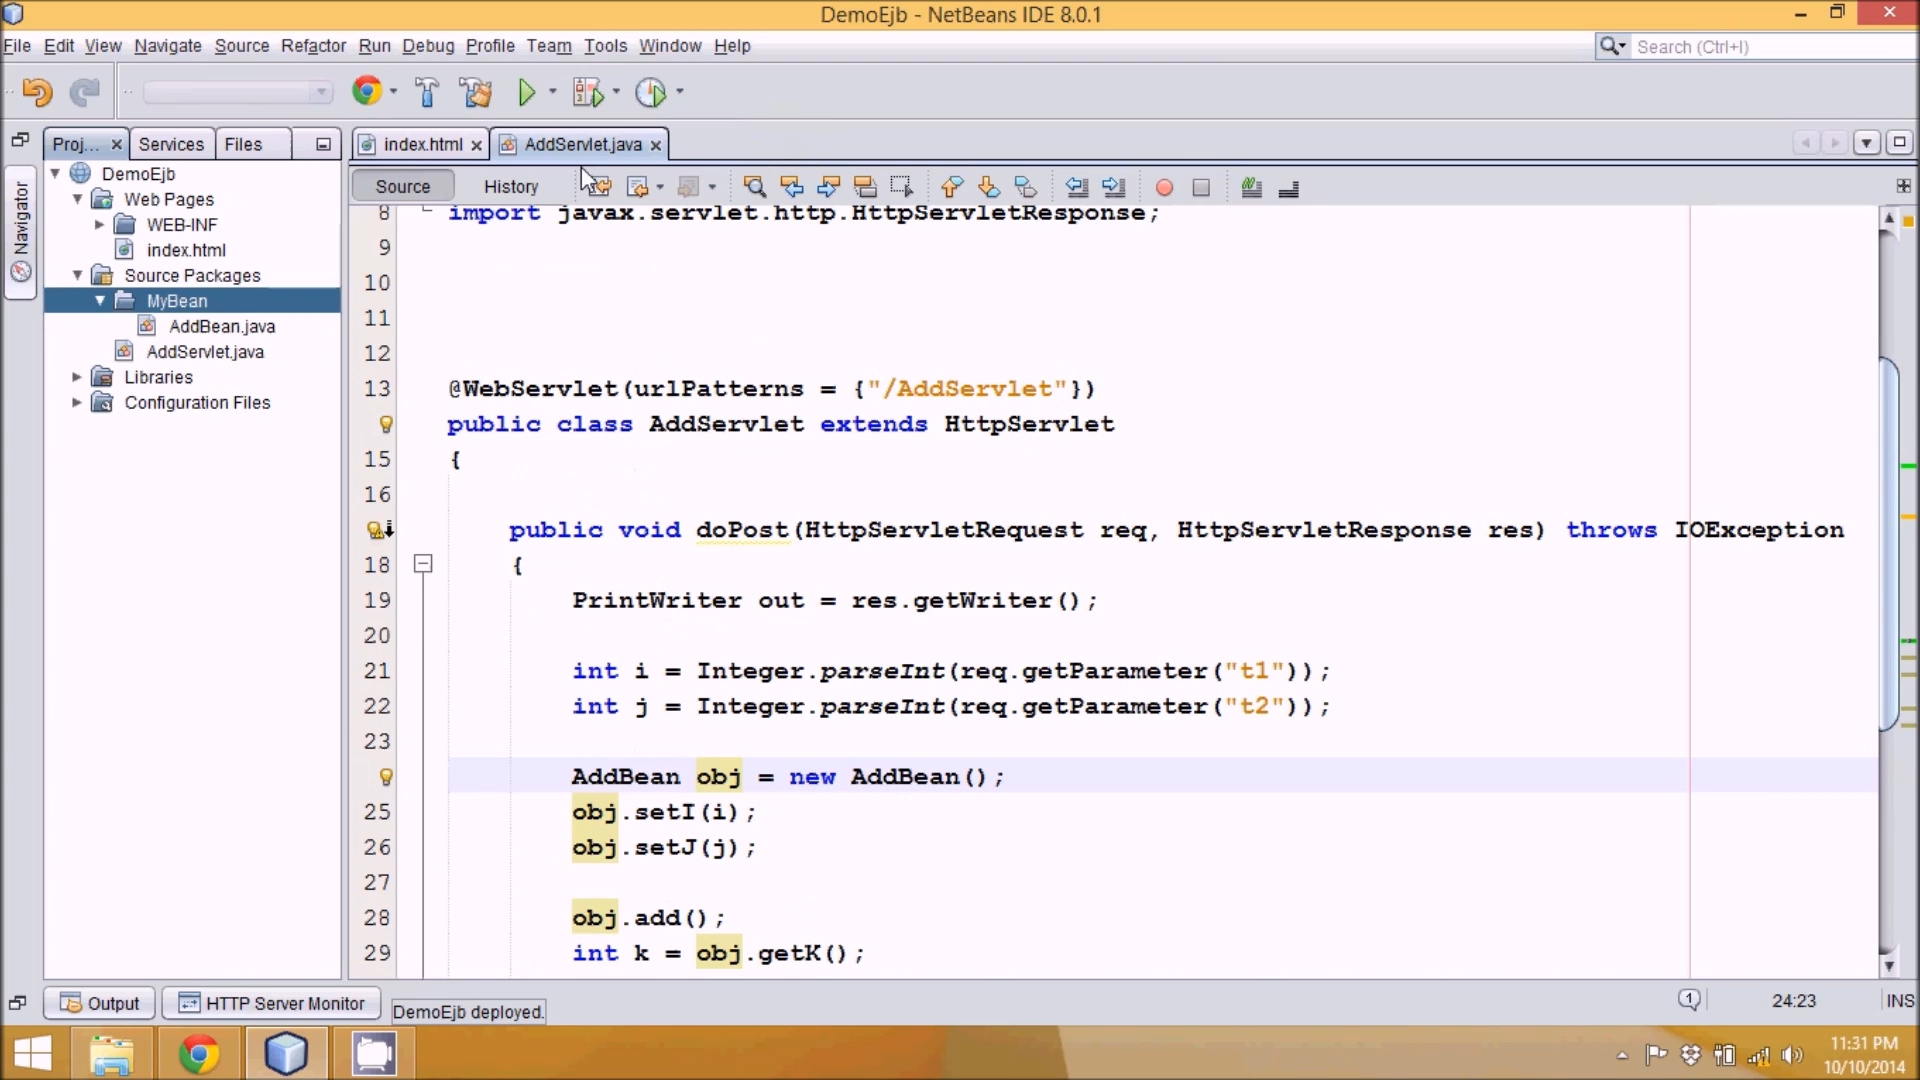 DemoEjb - NetBeans IDE 8.0.1
File Edit View Navigate Source Refactor Run Debug Profile Team Tools Window Help
Search (Ctrl+I)
Proj... Services Files
index.html AddServlet.java
Navigator
DemoEjb
Web Pages
WEB-INF
index.html
Source Packages
MyBean
AddBean.java
AddServlet.java
Libraries
Configuration Files
Source History
8 import javax.servlet.http.HttpServletResponse;
9
10
11
12
13 @WebServlet(urlPatterns = {"/AddServlet"})
public class AddServlet extends HttpServlet
15 {
16
public void doPost(HttpServletRequest req, HttpServletResponse res) throws IOException
18 {
19 PrintWriter out = res.getWriter();
20
21 int i = Integer.parseInt(req.getParameter("t1"));
22 int j = Integer.parseInt(req.getParameter("t2"));
23
AddBean obj = new AddBean();
25 obj.setI(i);
26 obj.setJ(j);
27
28 obj.add();
29 int k = obj.getK();
Output HTTP Server Monitor DemoEjb deployed.
1 24:23 INS
11:31 PM
10/10/2014